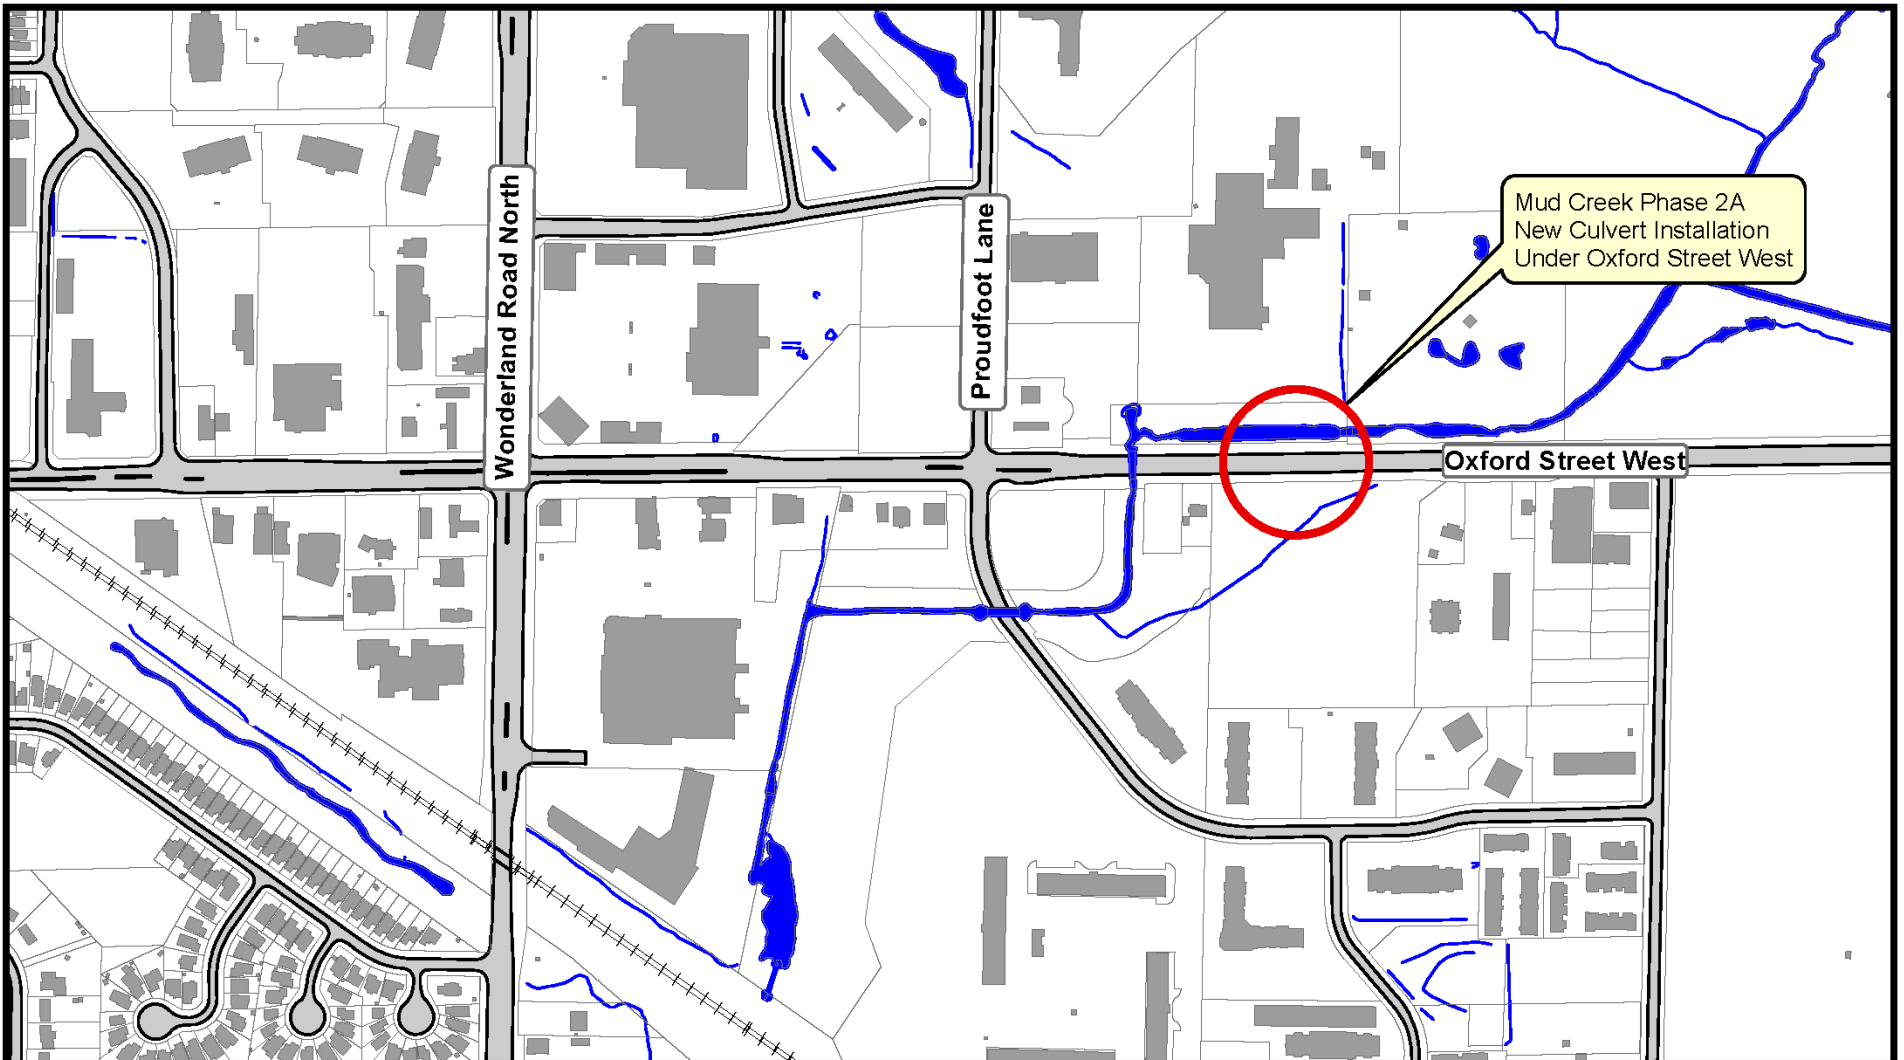 Mud Creek Phase 2A
New Culvert Installation
Under Oxford Street West
Wonderland Road North
Proudfoot Lane
Oxford Street West